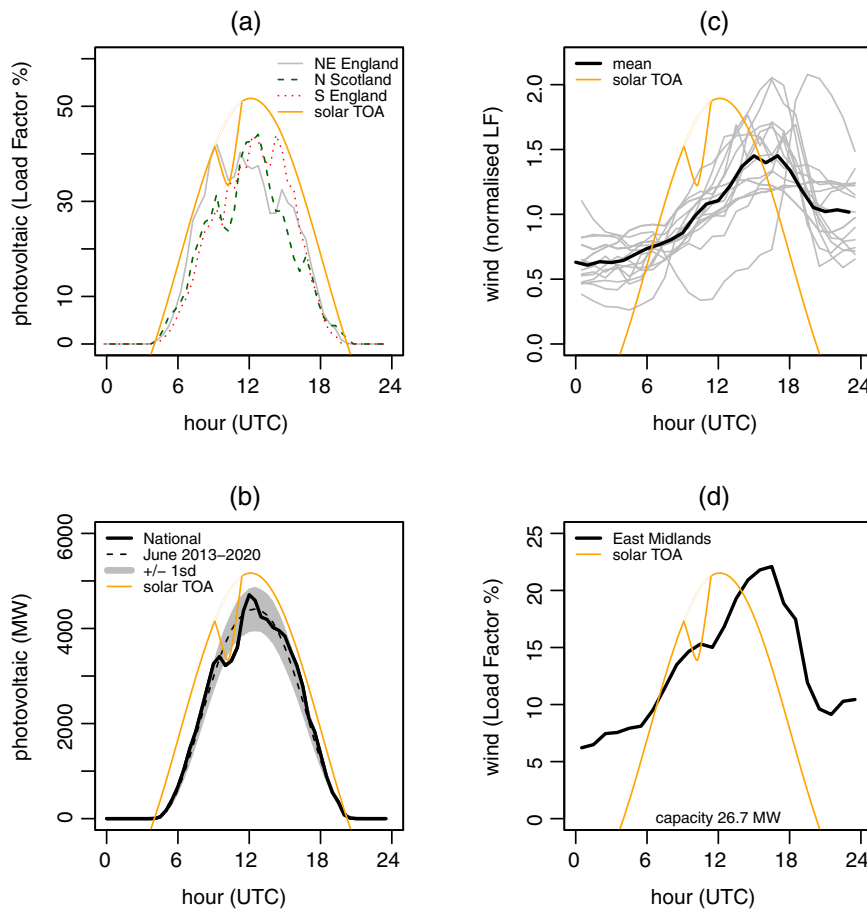 (a)
photovoltaic (Load Factor %)
0 10 30 50
NE England
N Scotland
S England
solar TOA
0 6 12 18 24
hour (UTC)
(c)
wind (normalised LF)
0.0 0.5 1.0 1.5 2.0
mean
solar TOA
0 6 12 18 24
hour (UTC)
(b)
photovoltaic (MW)
0 2000 4000 6000
National
June 2013−2020
+/− 1sd
solar TOA
0 6 12 18 24
hour (UTC)
(d)
wind (Load Factor %)
0 5 10 15 20 25
East Midlands
solar TOA
capacity 26.7 MW
0 6 12 18 24
hour (UTC)